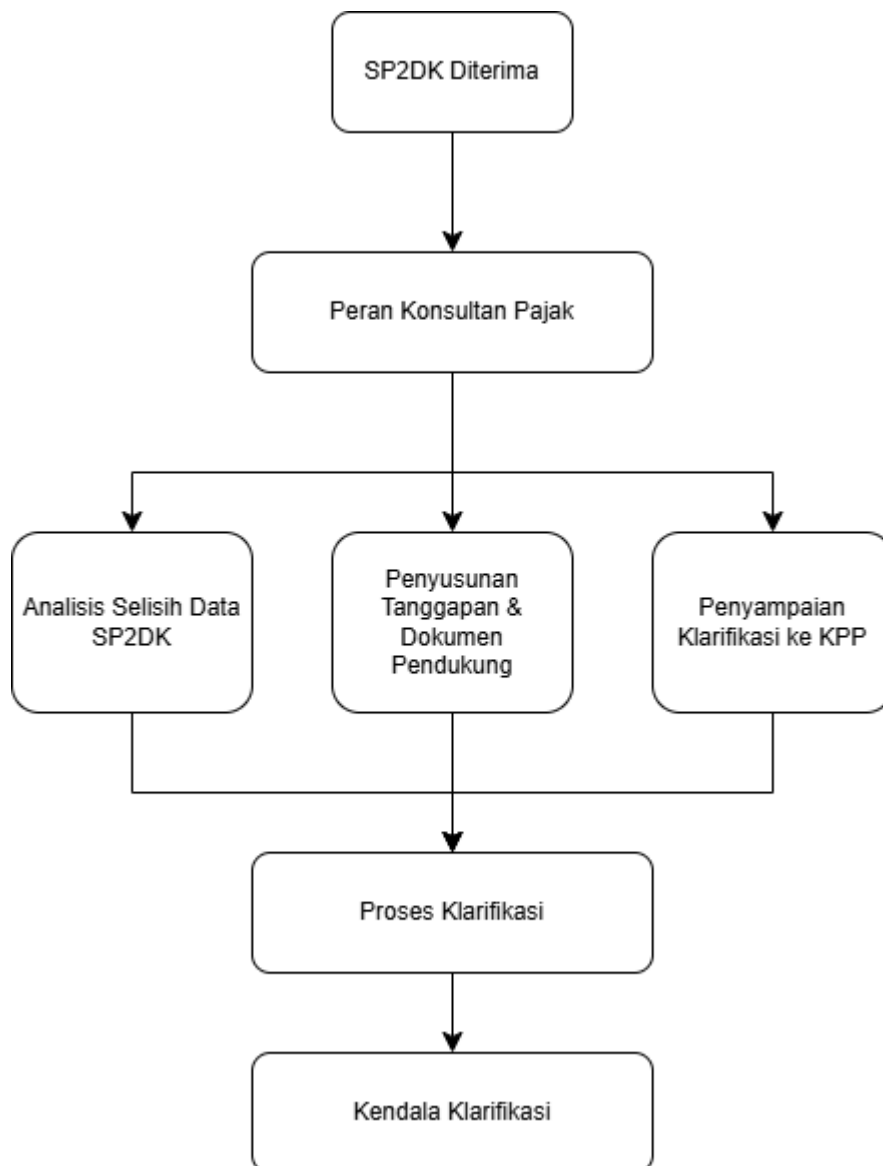 SP2DK Diterima
Peran Konsultan Pajak
Analisis Selisih Data
SP2DK
Penyusunan
Tanggapan &
Dokumen
Pendukung
Penyampaian
Klarifikasi ke KPP
Proses Klarifikasi
Kendala Klarifikasi